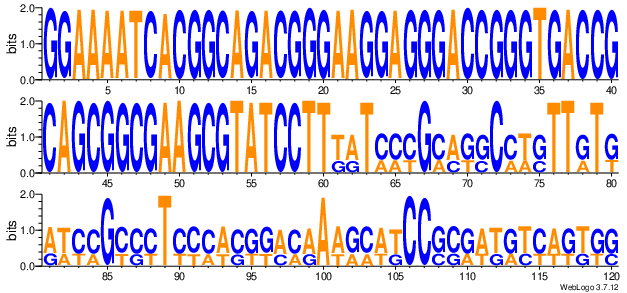 2.0
1.0
0.0
bits
GGAAAATCACGGCAGACGGGAAGGAGGGACCGGGTGACCG
5 10 15 20 25 30 35 40
2.0
1.0
0.0
bits
CAGCGGCGAAGCGTATCCTTTATCCCGCAGGCCTGTTGTG
45 50 55 60 65 70 75 80
2.0
1.0
0.0
bits
ATCCGCCCTCCCACGGACAAAGCATCCGCGATGTCAGTGG
85 90 95 100 105 110 115 120
WebLogo 3.7.12